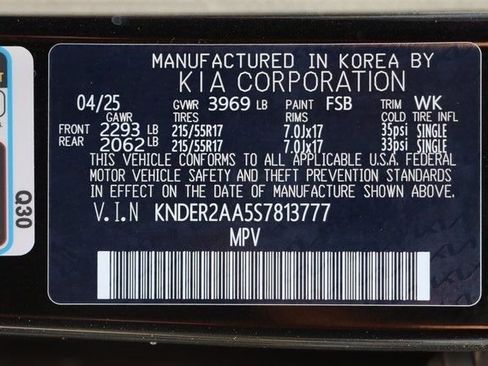 MANUFACTURED IN KOREA BY
KIA CORPORATION
04/25 GVWR 3969 LB PAINT FSB TRIM WK
GAWR TIRES RIMS COLD TIRE INFL
FRONT 2293 LB 215/55R17 7.0Jx17 35psi SINGLE
REAR 2062 LB 215/55R17 7.0Jx17 33psi SINGLE
THIS VEHICLE CONFORMS TO ALL APPLICABLE U.S.A. FEDERAL
MOTOR VEHICLE SAFETY AND THEFT PREVENTION STANDARDS
IN EFFECT ON THE DATE OF MANUFACTURE SHOWN ABOVE.
V.I.N KNDER2AA5S7813777
MPV
Q30